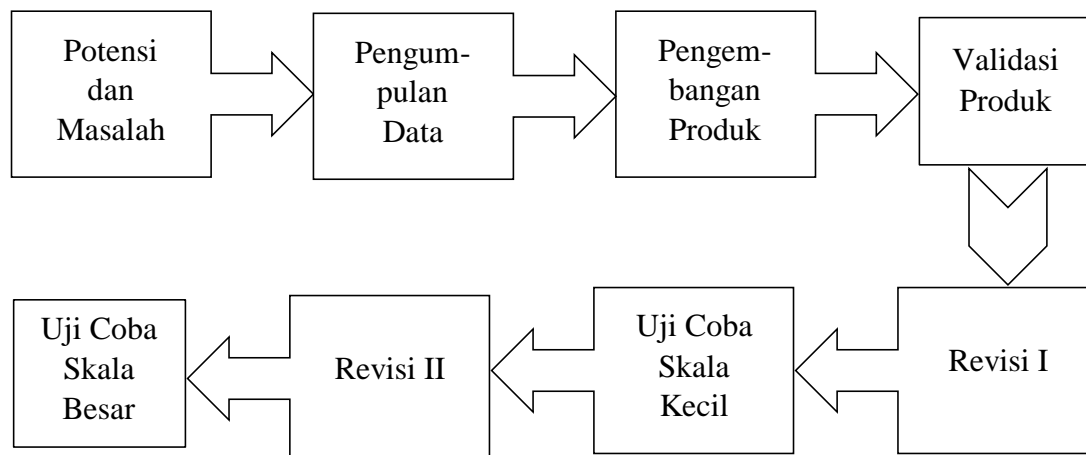 Potensi
dan
Masalah
Pengum-
pulan
Data
Pengem-
bangan
Produk
Validasi
Produk
Revisi I
Uji Coba
Skala
Kecil
Revisi II
Uji Coba
Skala
Besar